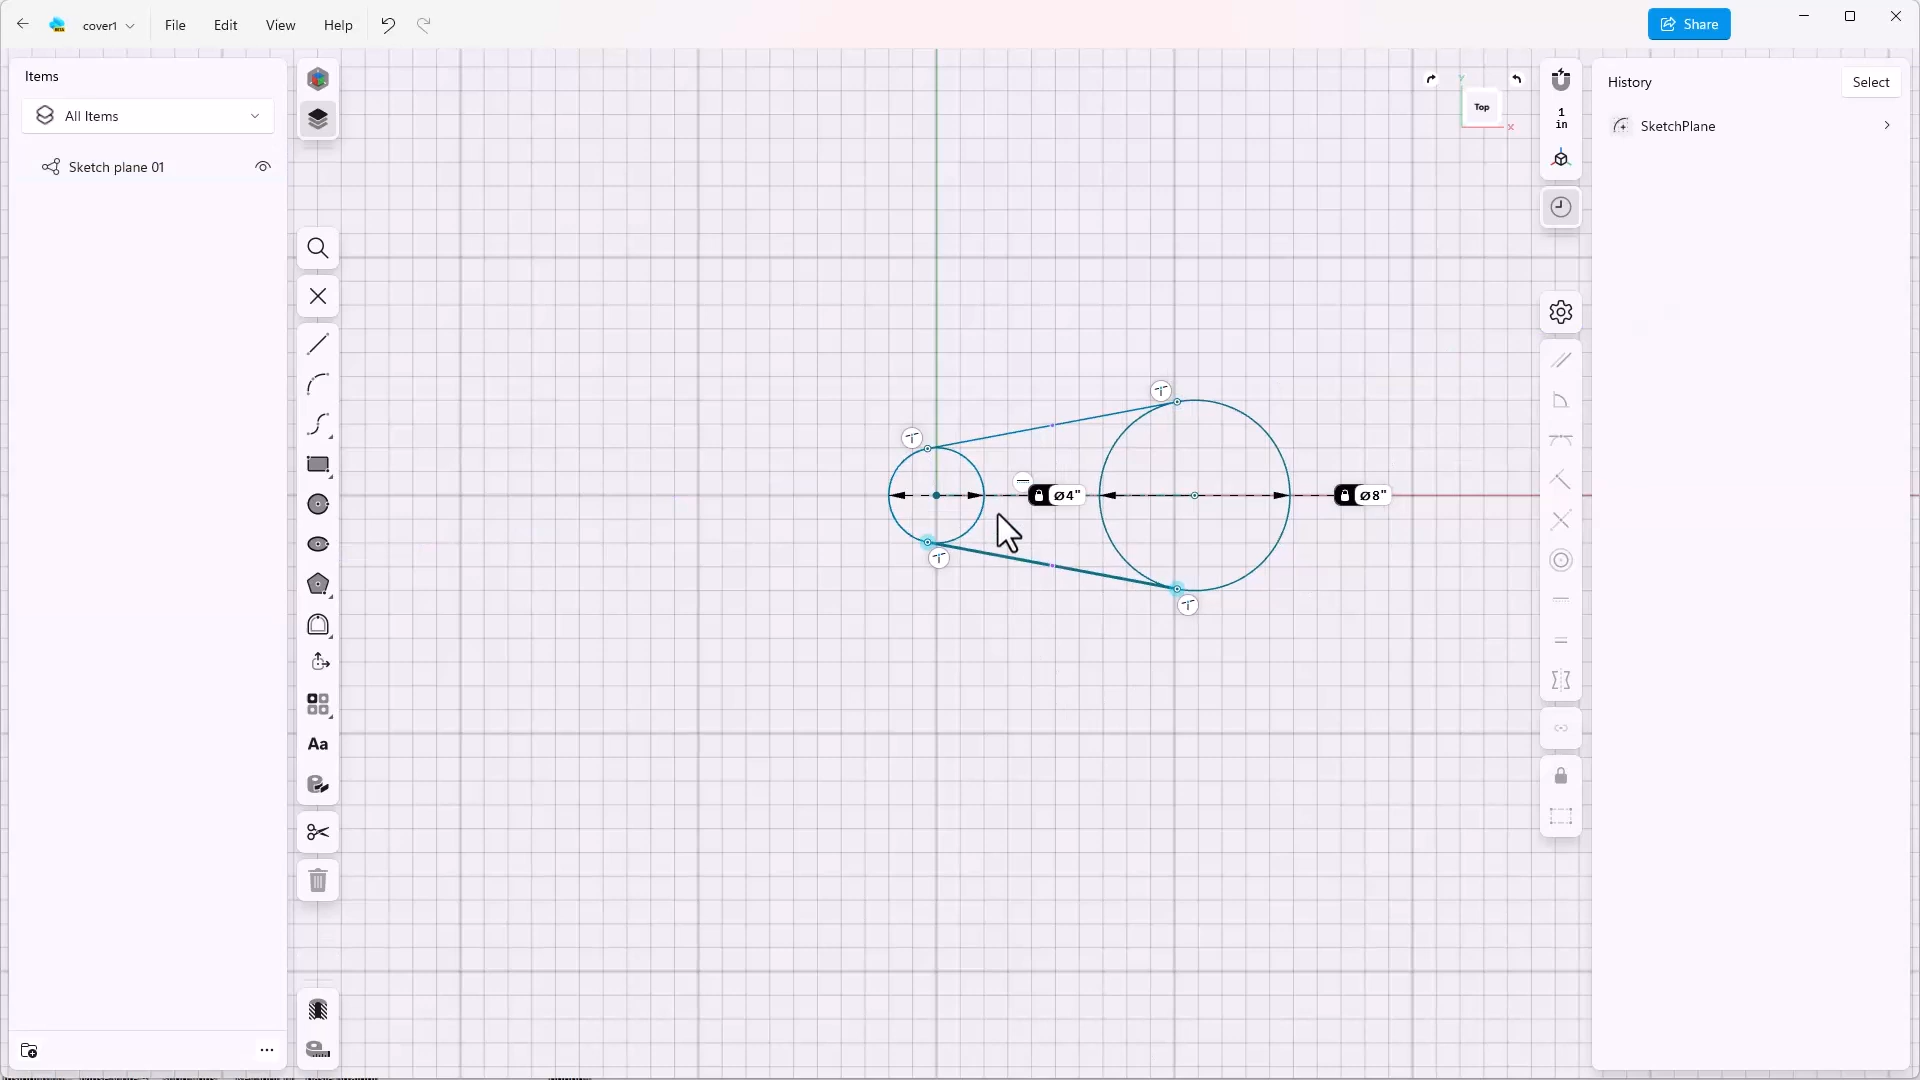 cover1
File
Edit
View
Help
Share
Items
All Items
Sketch plane 01
Y
Top
X
1
in
History
Select
SketchPlane
Ø4"
Ø8"
Aa